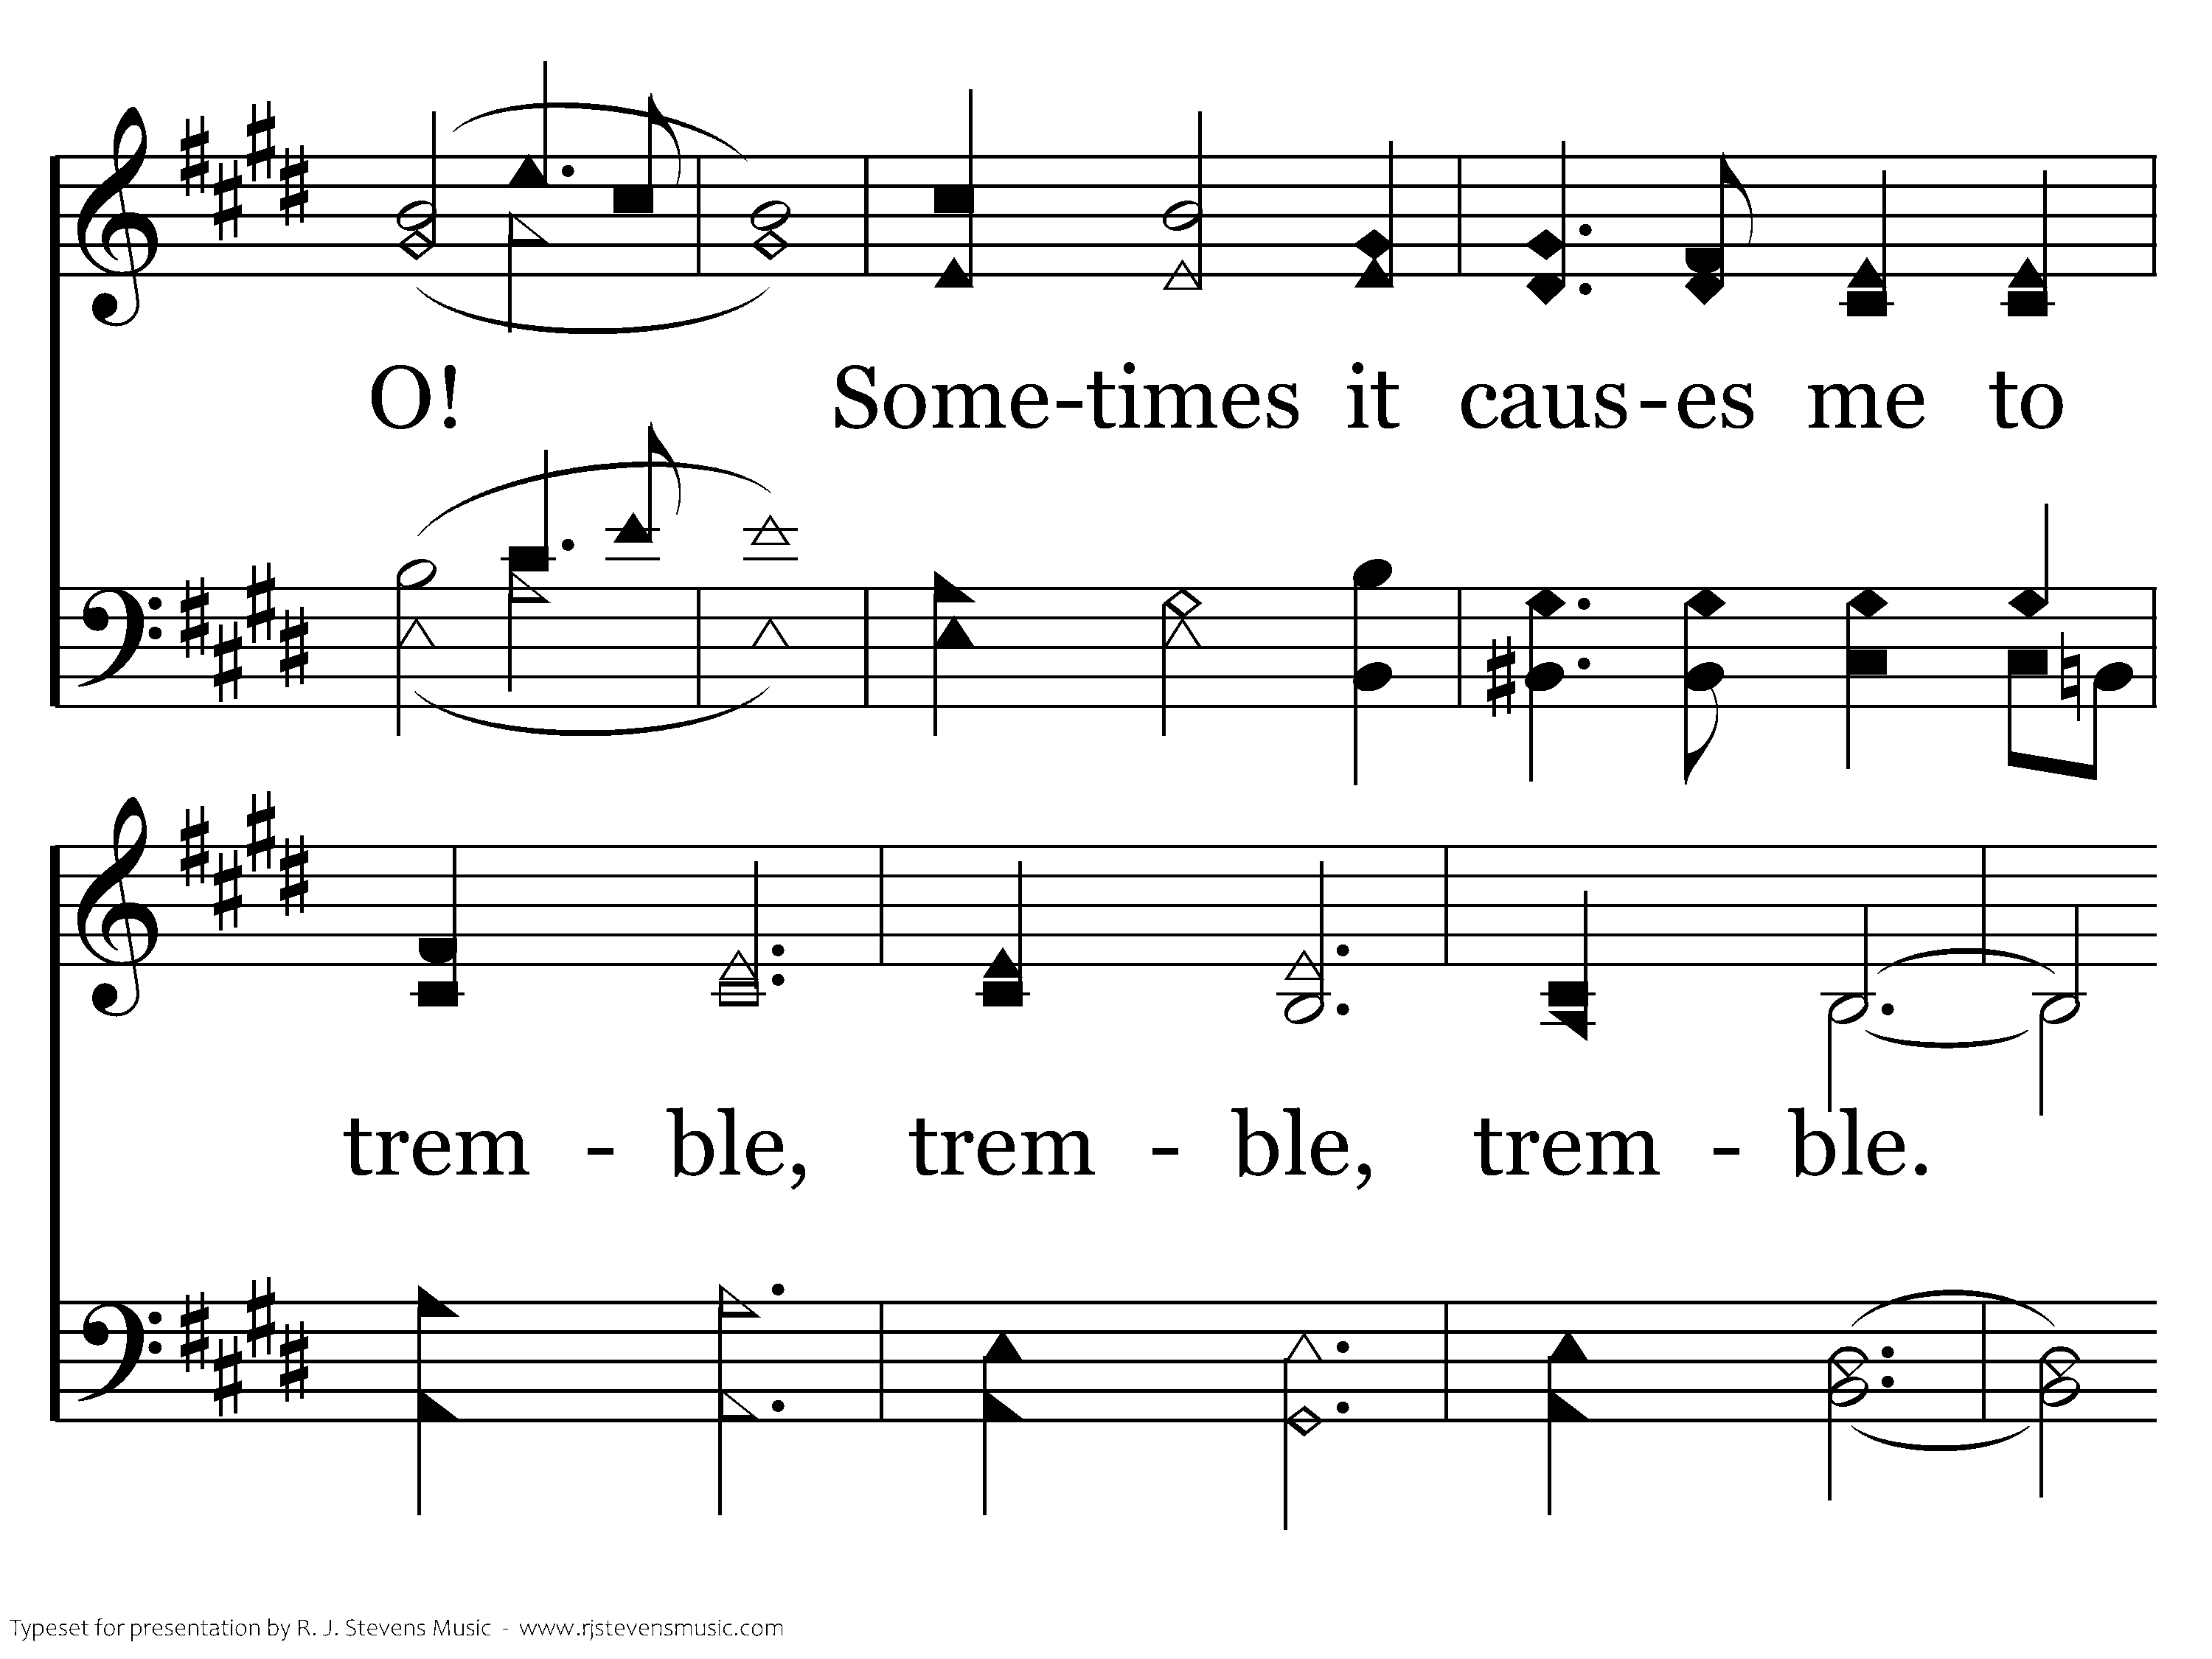 O! Some-times it caus-es me to
trem - ble, trem - ble, trem - ble.
Typeset for presentation by R. J. Stevens Music - www.rjstevensmusic.com